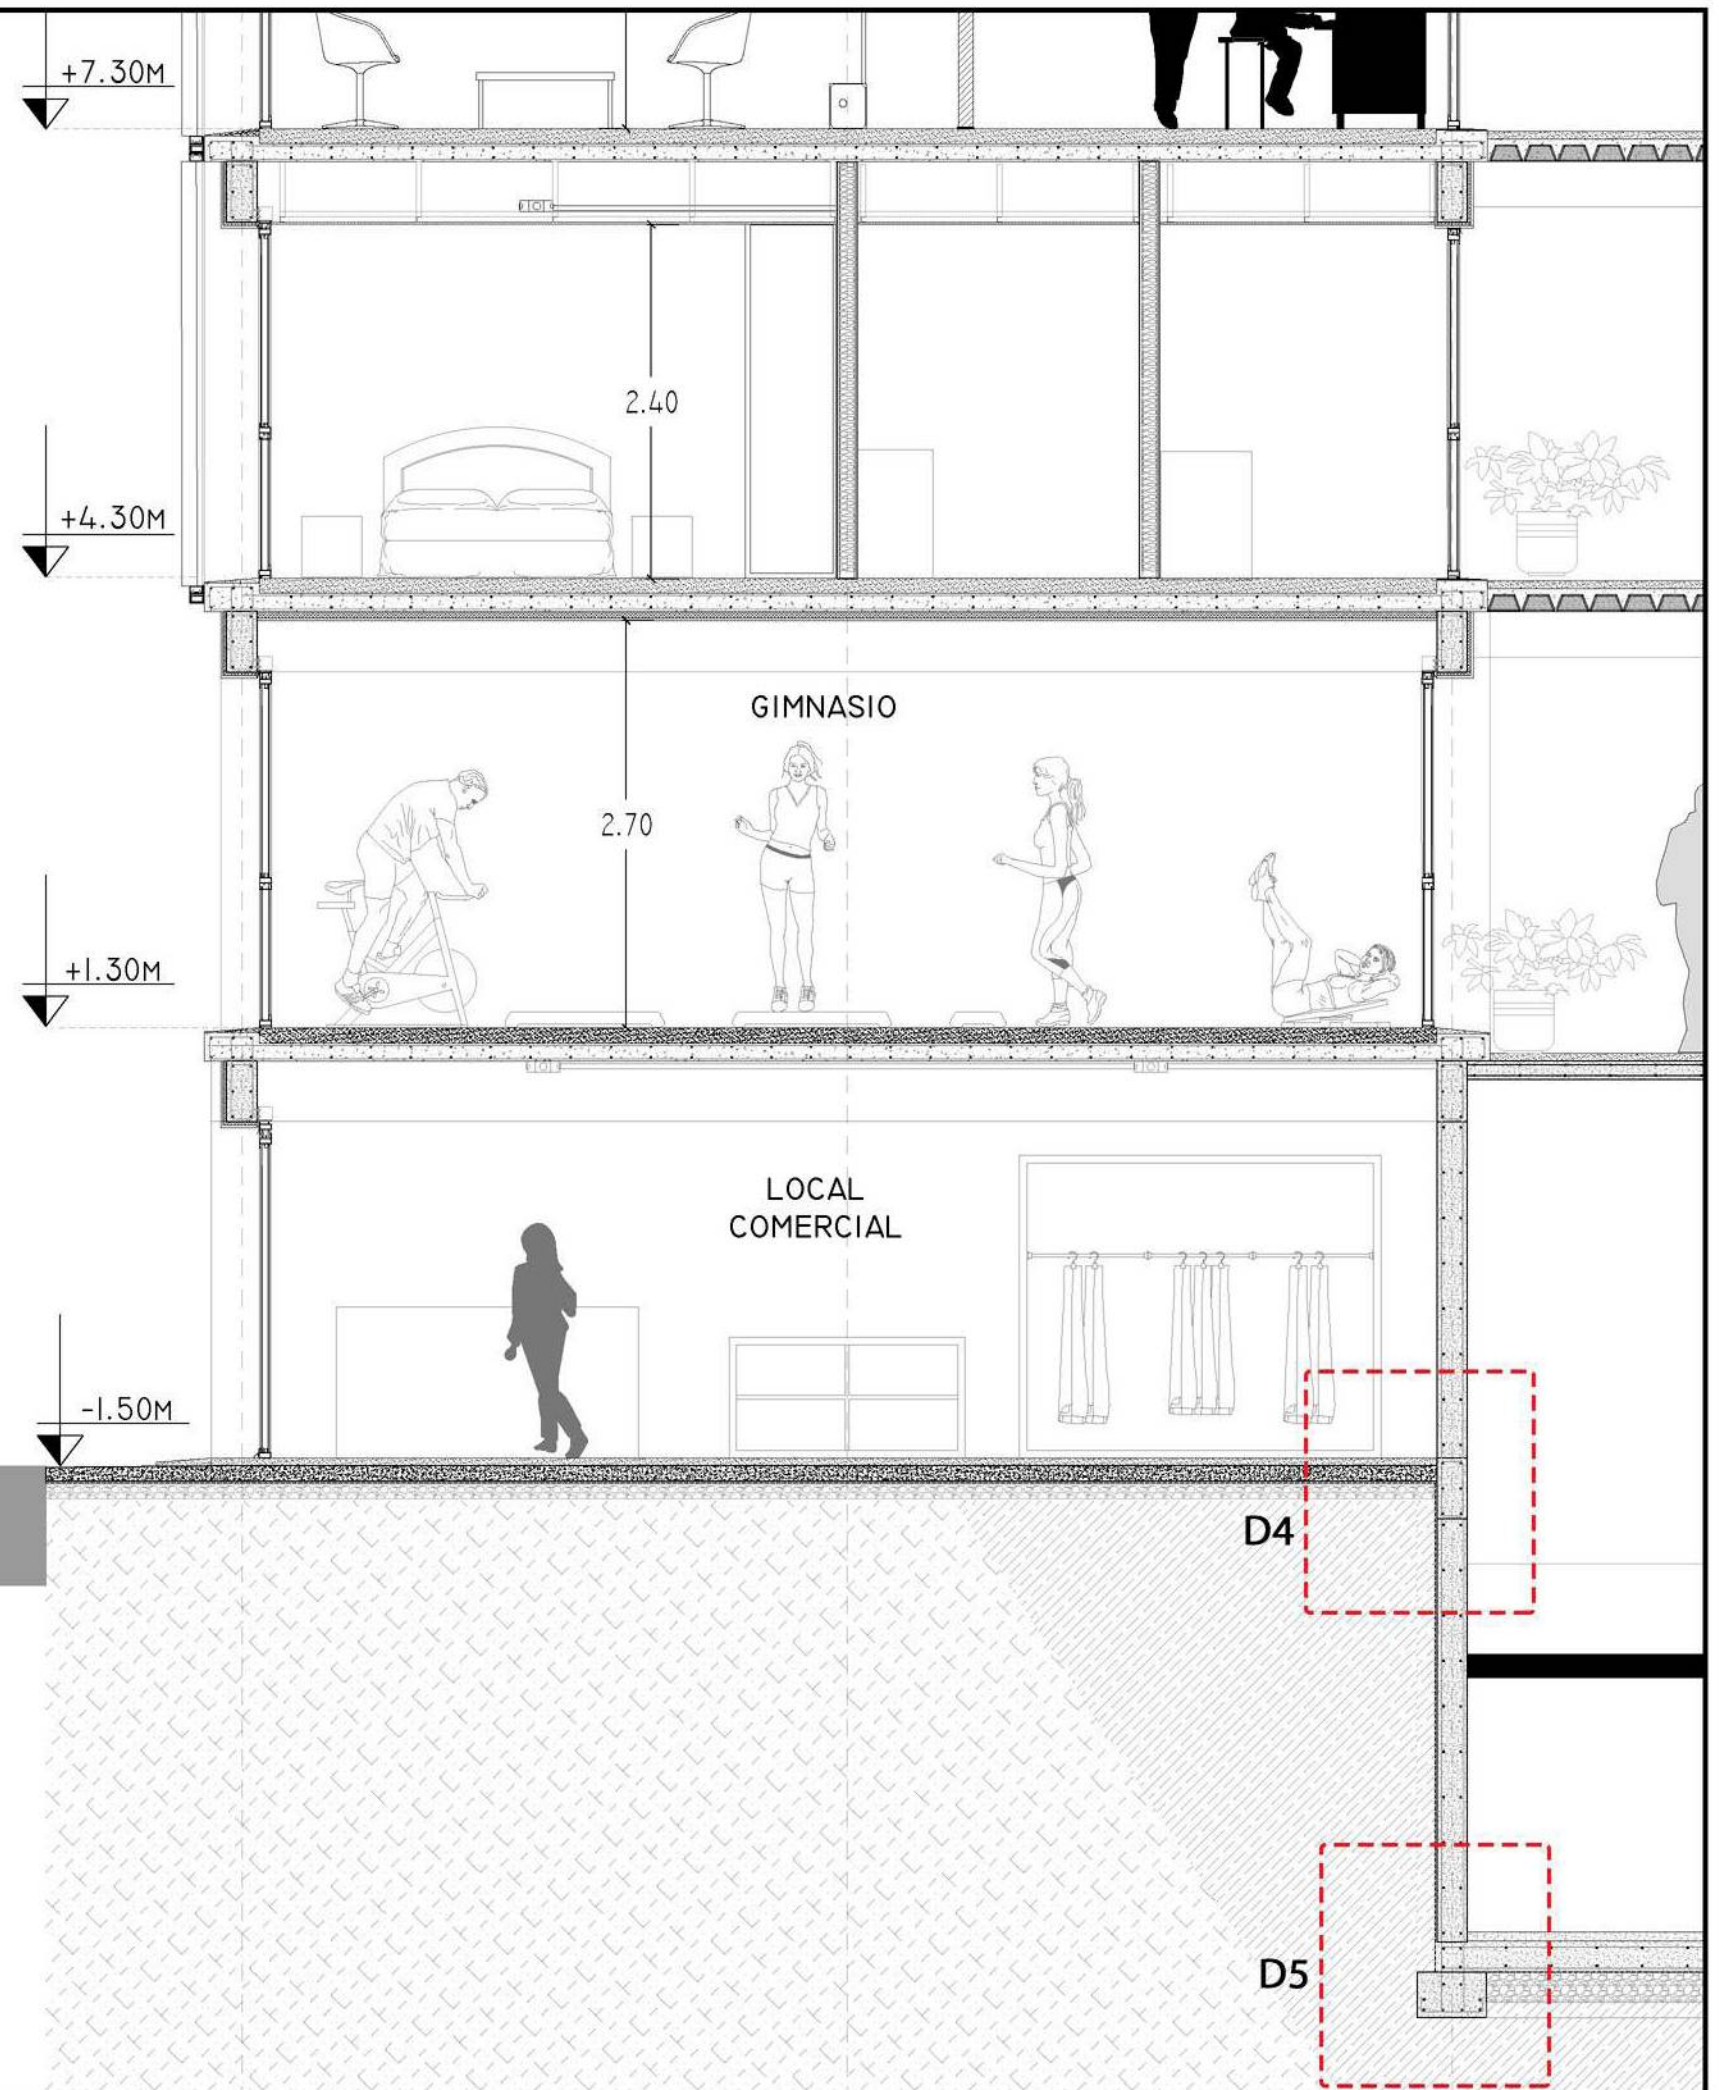 +7.30M
2.40
+4.30M
GIMNASIO
2.70
+1.30M
LOCAL
COMERCIAL
-1.50M
D4
D5